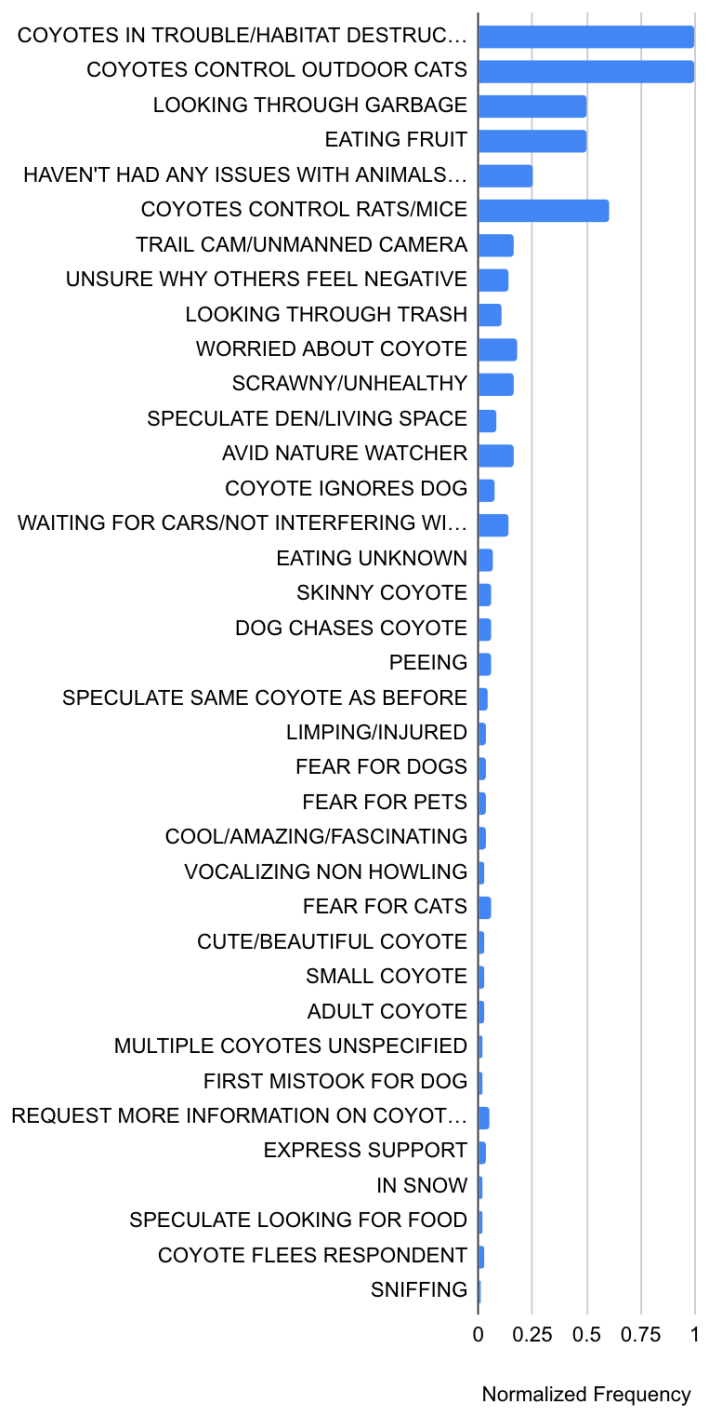 COYOTES IN TROUBLE/HABITAT DESTRUC…
COYOTES CONTROL OUTDOOR CATS
LOOKING THROUGH GARBAGE
EATING FRUIT
HAVEN'T HAD ANY ISSUES WITH ANIMALS…
COYOTES CONTROL RATS/MICE
TRAIL CAM/UNMANNED CAMERA
UNSURE WHY OTHERS FEEL NEGATIVE
LOOKING THROUGH TRASH
WORRIED ABOUT COYOTE
SCRAWNY/UNHEALTHY
SPECULATE DEN/LIVING SPACE
AVID NATURE WATCHER
COYOTE IGNORES DOG
WAITING FOR CARS/NOT INTERFERING WI…
EATING UNKNOWN
SKINNY COYOTE
DOG CHASES COYOTE
PEEING
SPECULATE SAME COYOTE AS BEFORE
LIMPING/INJURED
FEAR FOR DOGS
FEAR FOR PETS
COOL/AMAZING/FASCINATING
VOCALIZING NON HOWLING
FEAR FOR CATS
CUTE/BEAUTIFUL COYOTE
SMALL COYOTE
ADULT COYOTE
MULTIPLE COYOTES UNSPECIFIED
FIRST MISTOOK FOR DOG
REQUEST MORE INFORMATION ON COYOT…
EXPRESS SUPPORT
IN SNOW
SPECULATE LOOKING FOR FOOD
COYOTE FLEES RESPONDENT
SNIFFING
0 0.25 0.5 0.75 1
Normalized Frequency